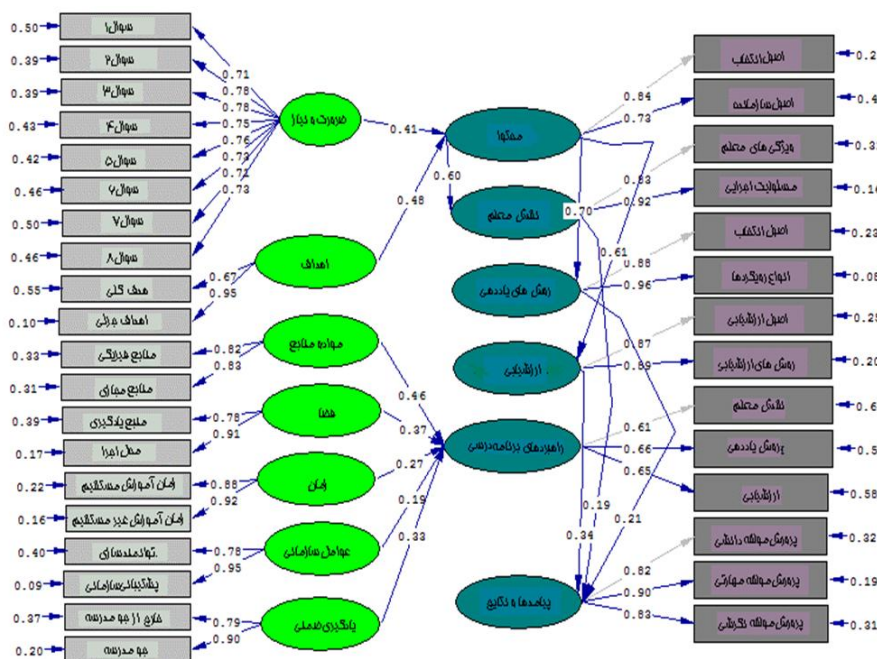 0.50 سوال۱
0.39 سوال۲
0.39 سوال۳
0.43 سوال۴
0.42 سوال۵
0.46 سوال۶
0.50 سوال۷
0.46 سوال۸
0.55 هدف کلی
0.10 اهداف جزئی
0.33 منابع فیزیکی
0.31 منابع مجازی
0.39 منبع یادگیری
0.17 محل اجرا
0.22 زمان آموزش مستقیم
0.16 زمان آموزش غیر مستقیم
0.40 توانمندسازی
0.09 پشتیبانی سازمانی
0.37 خارج از جو مدرسه
0.20 جو مدرسه
0.71
0.78
0.78
0.75
0.76
0.73
0.71
0.73
0.67
0.95
0.82
0.83
0.78
0.91
0.88
0.92
0.78
0.95
0.79
0.90
ضرورت و نیاز
اهداف
مواد و منابع
فضا
زمان
عوامل سازمانی
یادگیری ضمنی
0.41
0.48
0.46
0.37
0.27
0.19
0.33
محتوا
نقش معلم
روش های یاددهی
ارزشیابی
راهبردهای برنامه درسی
پیامدها و نتایج
0.60
0.70
0.61
0.19
0.21
0.34
0.84
0.73
0.83
0.92
0.88
0.96
0.87
0.89
0.61
0.66
0.65
0.82
0.90
0.83
اصول انتخاب 0.2
اصول سازمانده 0.4
ویژگی های معلم
مسئولیت اجرایی 0.16
اصول انتخاب 0.23
انواع رویکردها 0.08
اصول ارزشیابی 0.25
روش های ارزشیابی 0.20
نقش معلم 0.6
روش یاددهی 0.5
ارزشیابی 0.58
پرورش مولفه دانشی 0.32
پرورش مولفه مهارتی 0.19
پرورش مولفه نگرشی 0.31